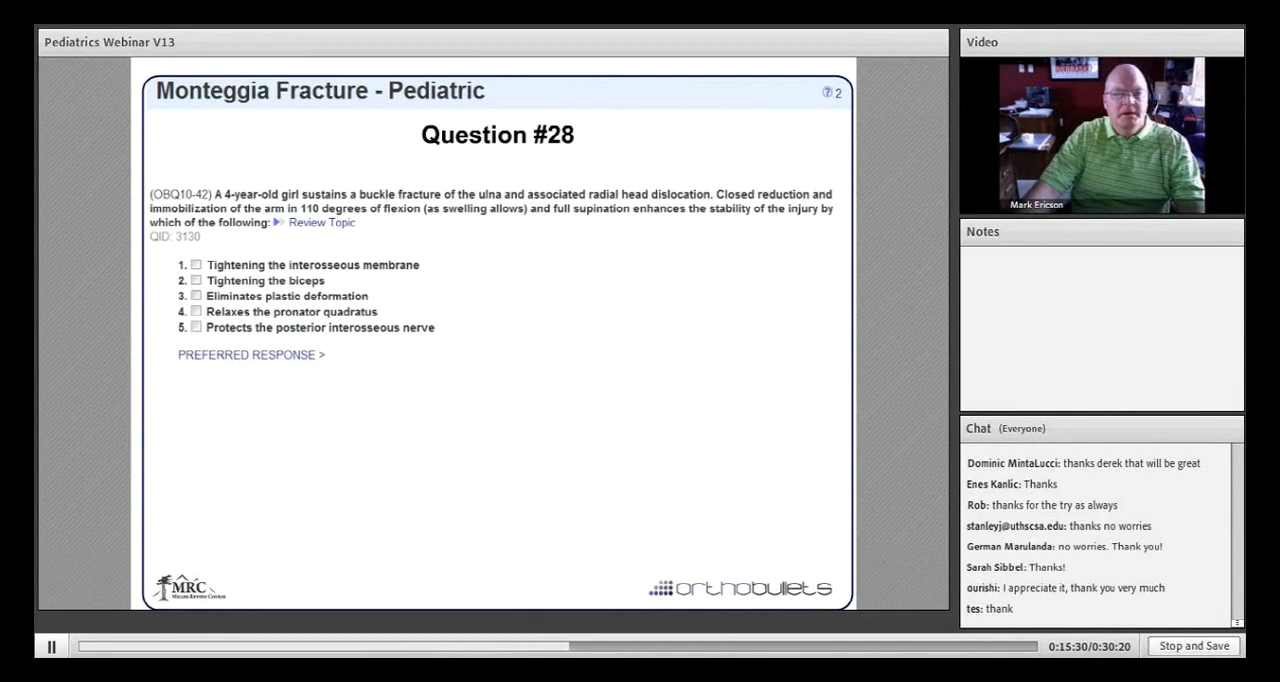 Pediatrics Webinar V13
Monteggia Fracture - Pediatric
? 2
Question #28
(OBQ10-42) A 4-year-old girl sustains a buckle fracture of the ulna and associated radial head dislocation. Closed reduction and
immobilization of the arm in 110 degrees of flexion (as swelling allows) and full supination enhances the stability of the injury by
which of the following: Review Topic
QID: 3130
1. Tightening the interosseous membrane
2. Tightening the biceps
3. Eliminates plastic deformation
4. Relaxes the pronator quadratus
5. Protects the posterior interosseous nerve
PREFERRED RESPONSE >
MRC
MILLER REVIEW COURSE
orthobullets
Video
Mark Ericson
Notes
Chat (Everyone)
Dominic MintaLucci: thanks derek that will be great
Enes Kanlic: Thanks
Rob: thanks for the try as always
stanleyj@uthscsa.edu: thanks no worries
German Marulanda: no worries. Thank you!
Sarah Sibbel: Thanks!
ourishi: I appreciate it, thank you very much
tes: thank
0:15:30/0:30:20
Stop and Save